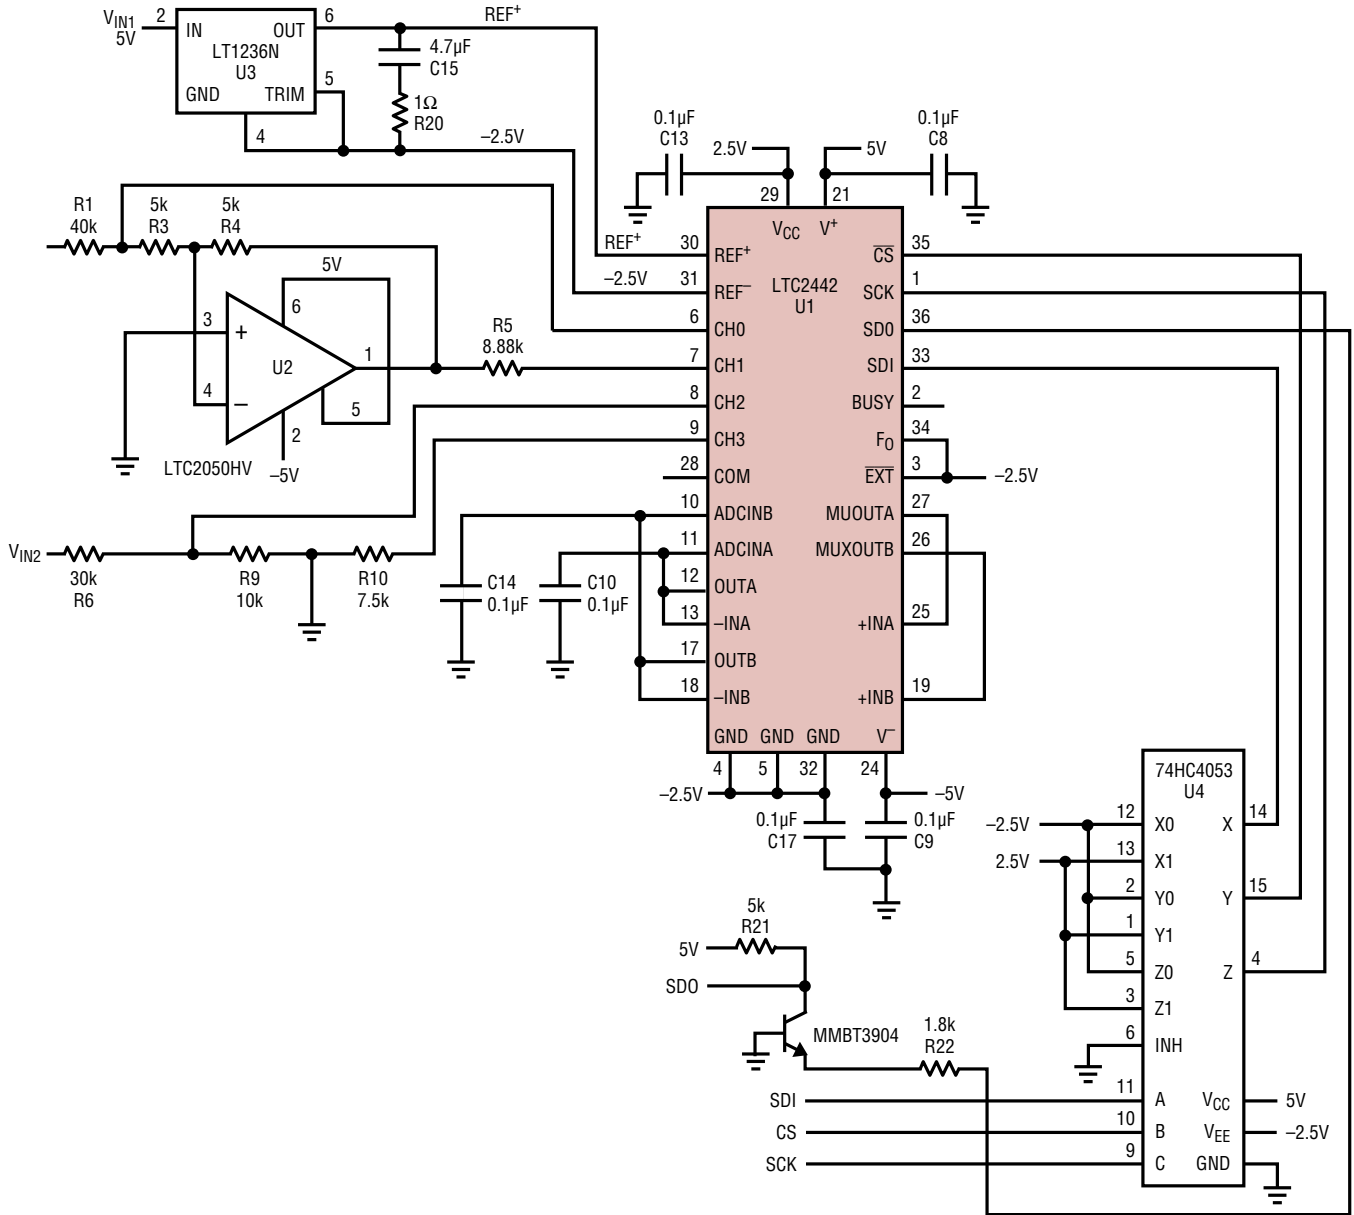 V_IN1
5V
2
IN
OUT
6
REF+
LT1236N
U3
5
GND
TRIM
4
4.7µF
C15
1Ω
R20
–2.5V
0.1µF
C13
2.5V
0.1µF
C8
5V
29
21
R1
40k
5k
R3
5k
R4
5V
3
+
6
U2
1
4
–
5
2
LTC2050HV
–5V
R5
8.88k
V_IN2
30k
R6
R9
10k
R10
7.5k
V_CC
V+
LTC2442
U1
REF+
30
REF+
–2.5V
31
REF–
6
CH0
7
CH1
8
CH2
9
CH3
28
COM
10
ADCINB
11
ADCINA
12
OUTA
13
–INA
17
OUTB
18
–INB
CS
35
SCK
1
SD0
36
SDI
33
BUSY
2
F_O
34
EXT
3
–2.5V
MUOUTA
27
MUXOUTB
26
+INA
25
+INB
19
GND
GND
GND
V–
4
5
32
24
C14
0.1µF
C10
0.1µF
–2.5V
–5V
0.1µF
C17
0.1µF
C9
74HC4053
U4
–2.5V
12
X0
X
14
2.5V
13
X1
2
Y0
Y
15
1
Y1
5
Z0
Z
4
3
Z1
6
INH
11
A
V_CC
5V
10
B
V_EE
–2.5V
9
C
GND
5k
R21
5V
SDO
MMBT3904
1.8k
R22
SDI
CS
SCK